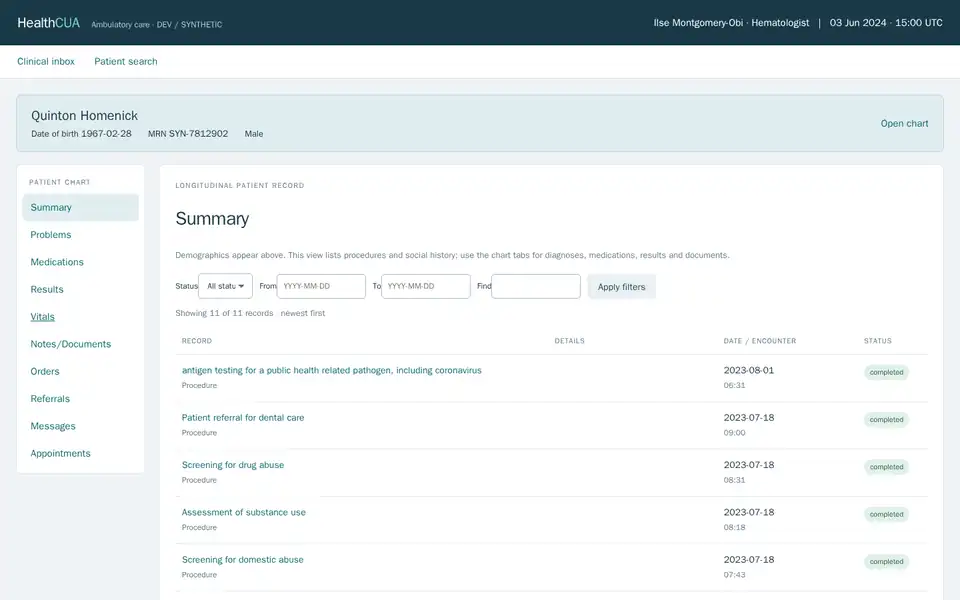 HealthCUA Ambulatory care · DEV / SYNTHETIC Ilse Montgomery-Obi · Hematologist | 03 Jun 2024 · 15:00 UTC
Clinical inbox Patient search
Quinton Homenick
Date of birth 1967-02-28 MRN SYN-7812902 Male
Open chart
PATIENT CHART
Summary
Problems
Medications
Results
Vitals
Notes/Documents
Orders
Referrals
Messages
Appointments
LONGITUDINAL PATIENT RECORD
Summary
Demographics appear above. This view lists procedures and social history; use the chart tabs for diagnoses, medications, results and documents.
Status All statu From YYYY-MM-DD To YYYY-MM-DD Find Apply filters
Showing 11 of 11 records newest first
RECORD DETAILS DATE / ENCOUNTER STATUS
antigen testing for a public health related pathogen, including coronavirus 2023-08-01 completed
Procedure 06:31
Patient referral for dental care 2023-07-18 completed
Procedure 09:00
Screening for drug abuse 2023-07-18 completed
Procedure 08:31
Assessment of substance use 2023-07-18 completed
Procedure 08:18
Screening for domestic abuse 2023-07-18 completed
Procedure 07:43